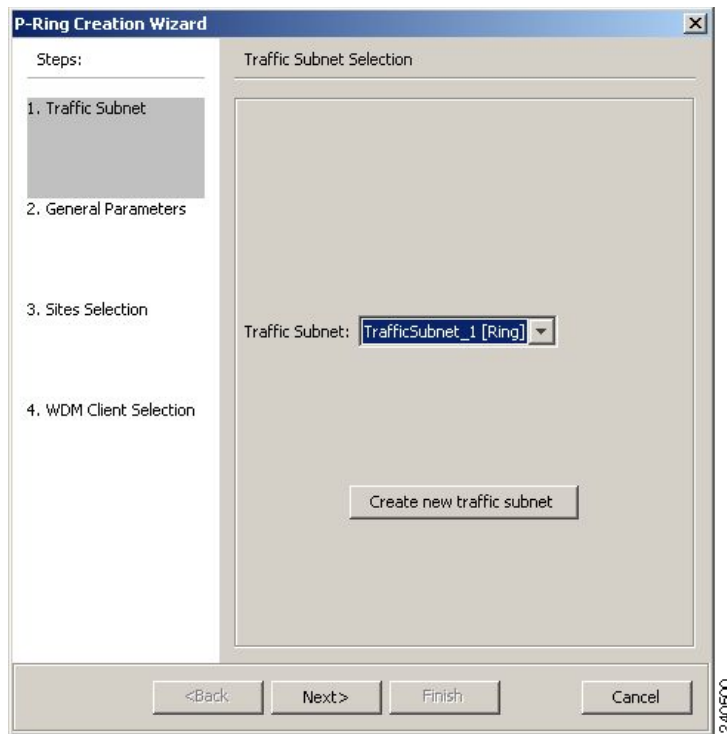 P-Ring Creation Wizard
Steps:
Traffic Subnet Selection
1. Traffic Subnet
2. General Parameters
3. Sites Selection
4. WDM Client Selection
Traffic Subnet: TrafficSubnet_1 [Ring]
Create new traffic subnet
<Back Next> Finish Cancel